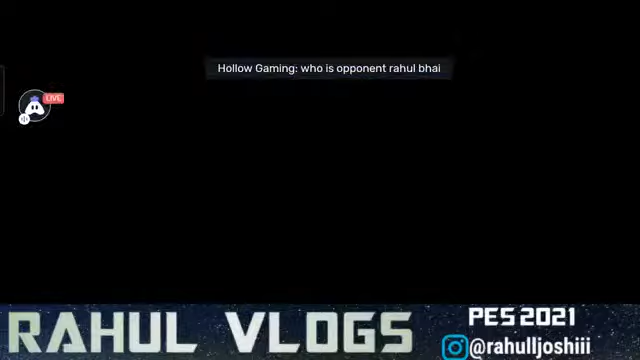 Hollow Gaming: who is opponent rahul bhai
LIVE
RAHUL VLOGS
PES 2021
@rahulljoshiii